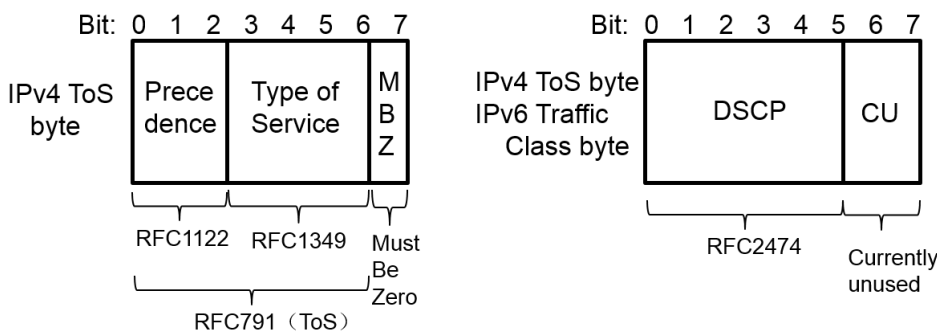 Bit: 0 1 2 3 4 5 6 7
IPv4 ToS
byte
Prece
dence
Type of
Service
M
B
Z
RFC1122
RFC1349
Must
Be
Zero
RFC791（ToS）
Bit: 0 1 2 3 4 5 6 7
IPv4 ToS byte
IPv6 Traffic
Class byte
DSCP
CU
RFC2474
Currently
unused